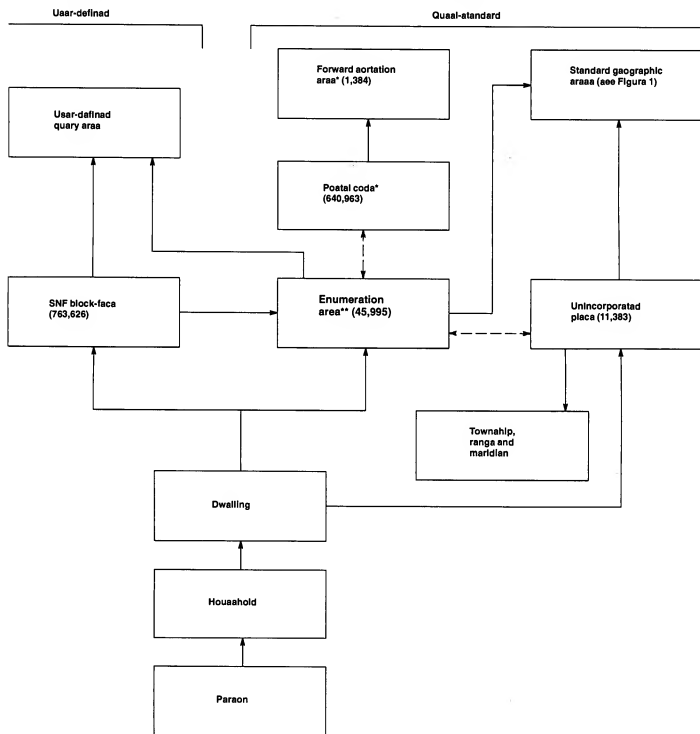 Uaar-definad
Quaal-atandard
Forward aortation
araa* (1,384)
Standard gaographic
araaa (aee Figura 1)
Usar-dafinad
quary araa
Poatal coda*
(640,963)
SNF block-faca
(763,626)
Enumeration
area** (45,995)
Unincorporatad
placa (11,383)
Townahip,
ranga and
maridian
Dwalling
Houaahold
Paraon